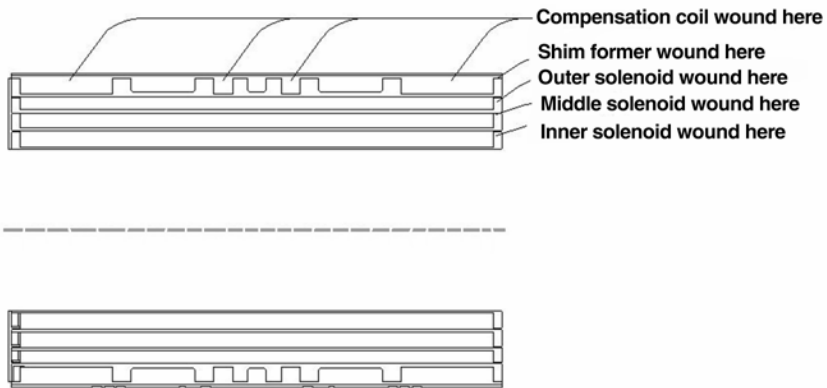 Compensation coil wound here
Shim former wound here
Outer solenoid wound here
Middle solenoid wound here
Inner solenoid wound here